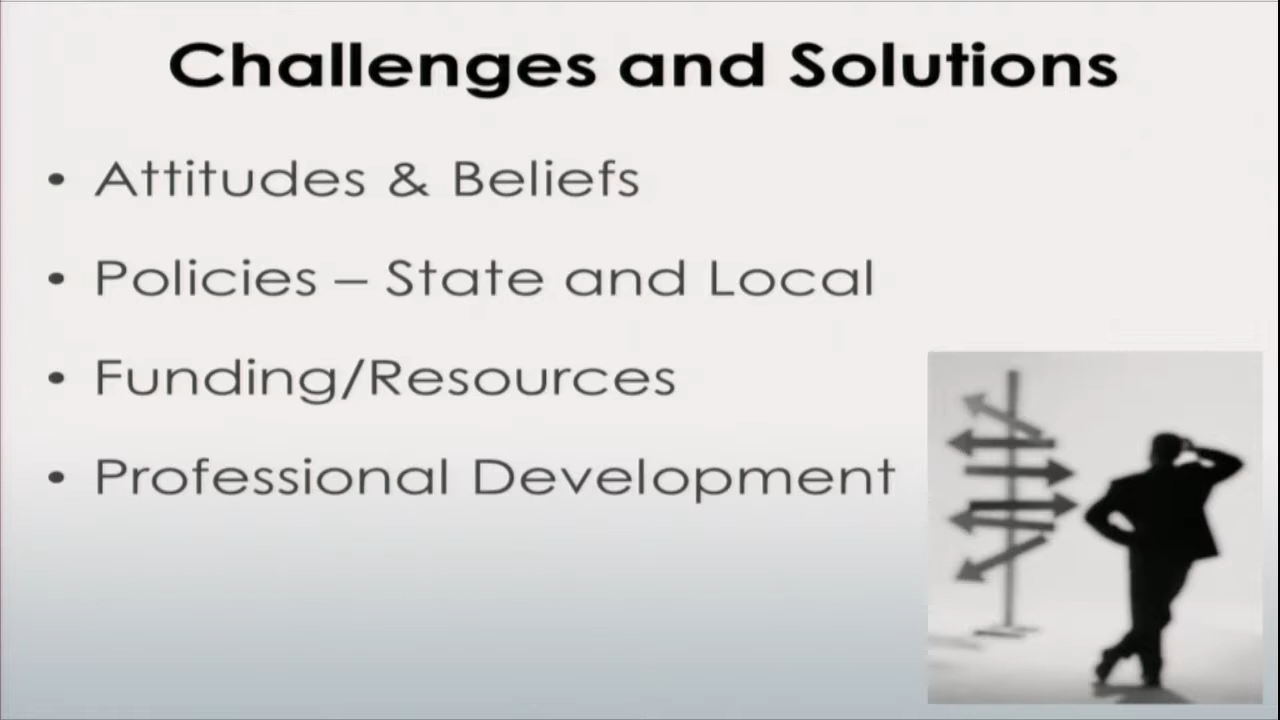 Challenges and Solutions
• Attitudes & Beliefs
• Policies – State and Local
• Funding/Resources
• Professional Development